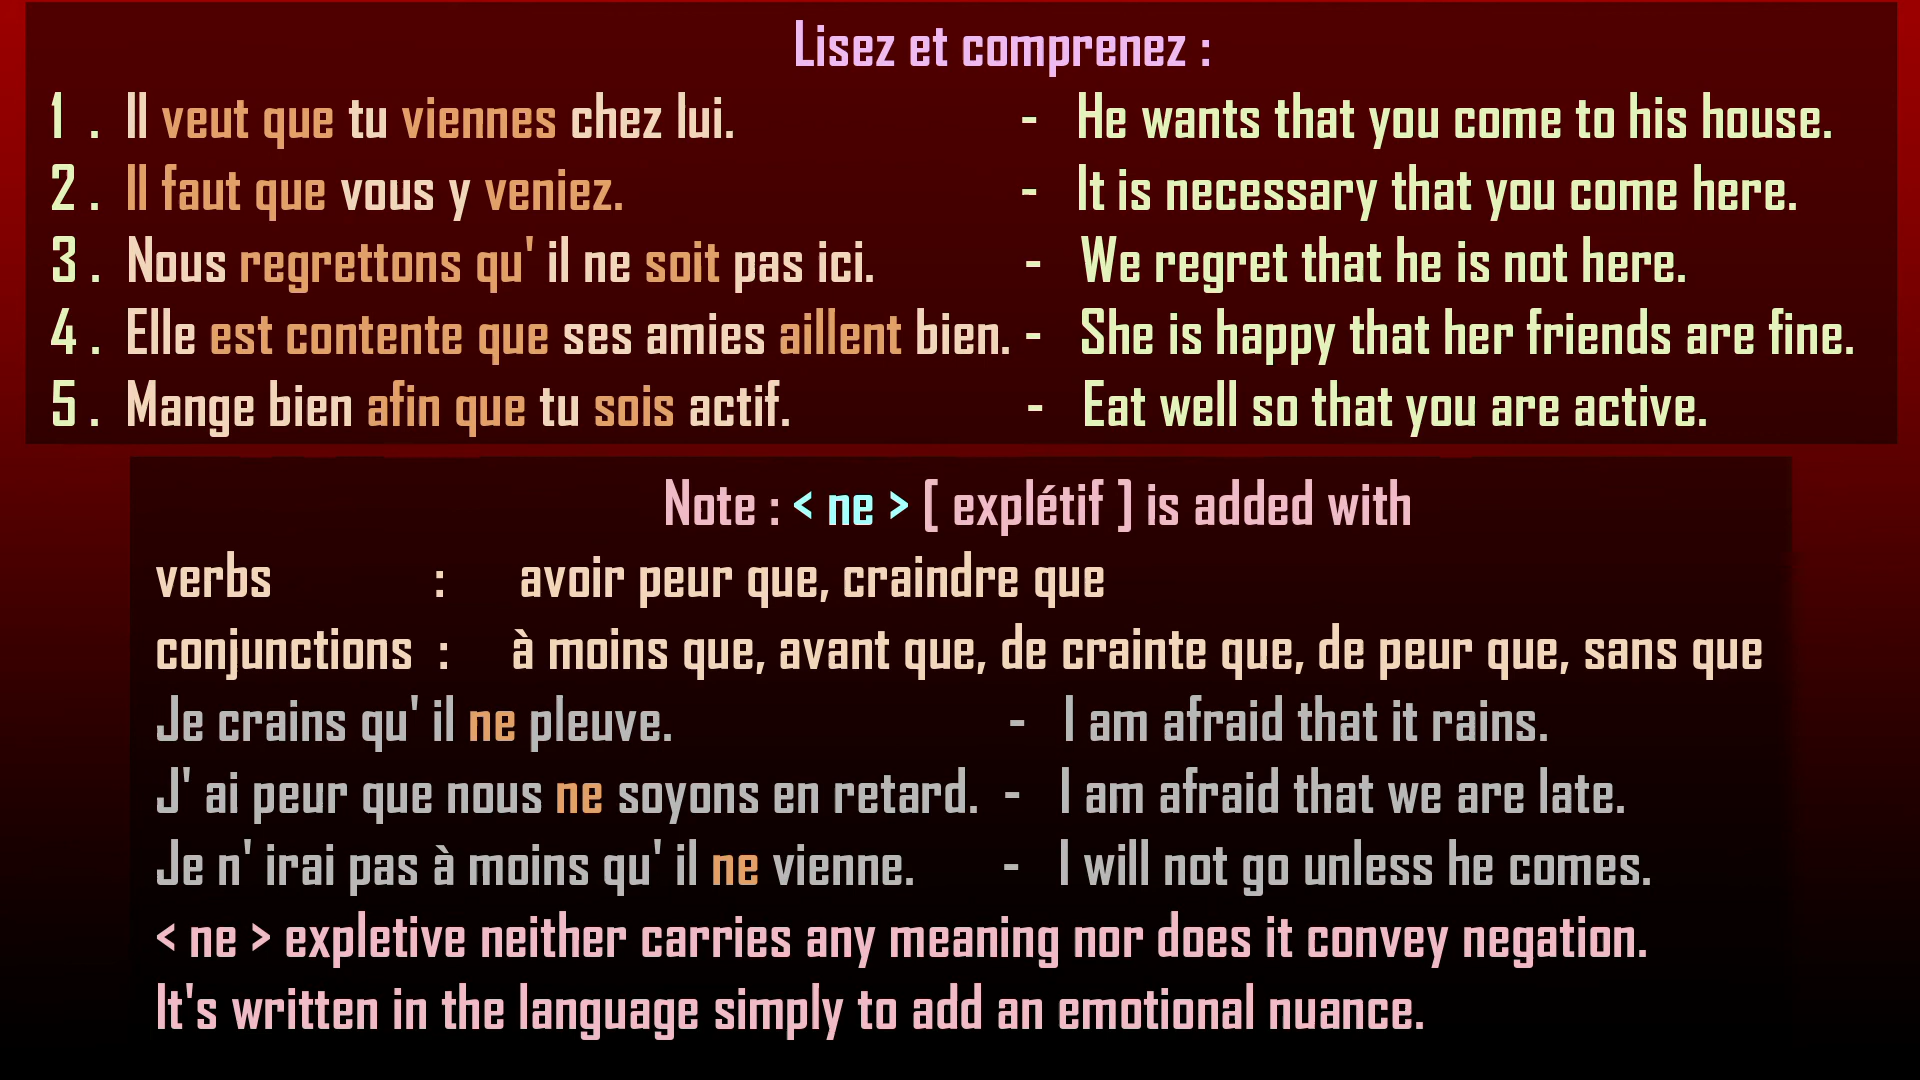 Lisez et comprenez :
1 . Il veut que tu viennes chez lui. - He wants that you come to his house.
2 . Il faut que vous y veniez. - It is necessary that you come here.
3 . Nous regrettons qu' il ne soit pas ici. - We regret that he is not here.
4 . Elle est contente que ses amies aillent bien. - She is happy that her friends are fine.
5 . Mange bien afin que tu sois actif. - Eat well so that you are active.
Note : < ne > [ explétif ] is added with
verbs : avoir peur que, craindre que
conjunctions : à moins que, avant que, de crainte que, de peur que, sans que
Je crains qu' il ne pleuve. - I am afraid that it rains.
J' ai peur que nous ne soyons en retard. - I am afraid that we are late.
Je n' irai pas à moins qu' il ne vienne. - I will not go unless he comes.
< ne > expletive neither carries any meaning nor does it convey negation.
It's written in the language simply to add an emotional nuance.